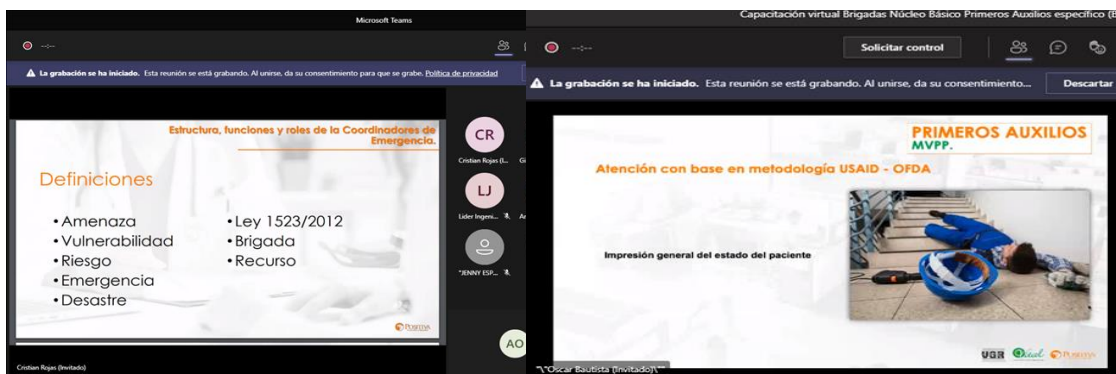 Microsoft Teams
--:--
La grabación se ha iniciado. Esta reunión se está grabando. Al unirse, da su consentimiento para que se grabe. Política de privacidad
Estructura, funciones y roles de la Coordinadores de
Emergencia.
Definiciones
• Amenaza
• Vulnerabilidad
• Riesgo
• Emergencia
• Desastre
• Ley 1523/2012
• Brigada
• Recurso
POSITIVA
CR
Cristian Rojas (I...
LJ
Lider Ingeni...
"JENNY ESP...
AO
Cristian Rojas (Invitado)
Capacitación virtual Brigadas Núcleo Básico Primeros Auxilios específico (B
--:--
Solicitar control
La grabación se ha iniciado. Esta reunión se está grabando. Al unirse, da su consentimiento...
Descartar
PRIMEROS AUXILIOS
MVPP.
Atención con base en metodología USAID - OFDA
Impresión general del estado del paciente
UGR
POSITIVA
"\"Oscar Bautista (Invitado)\""